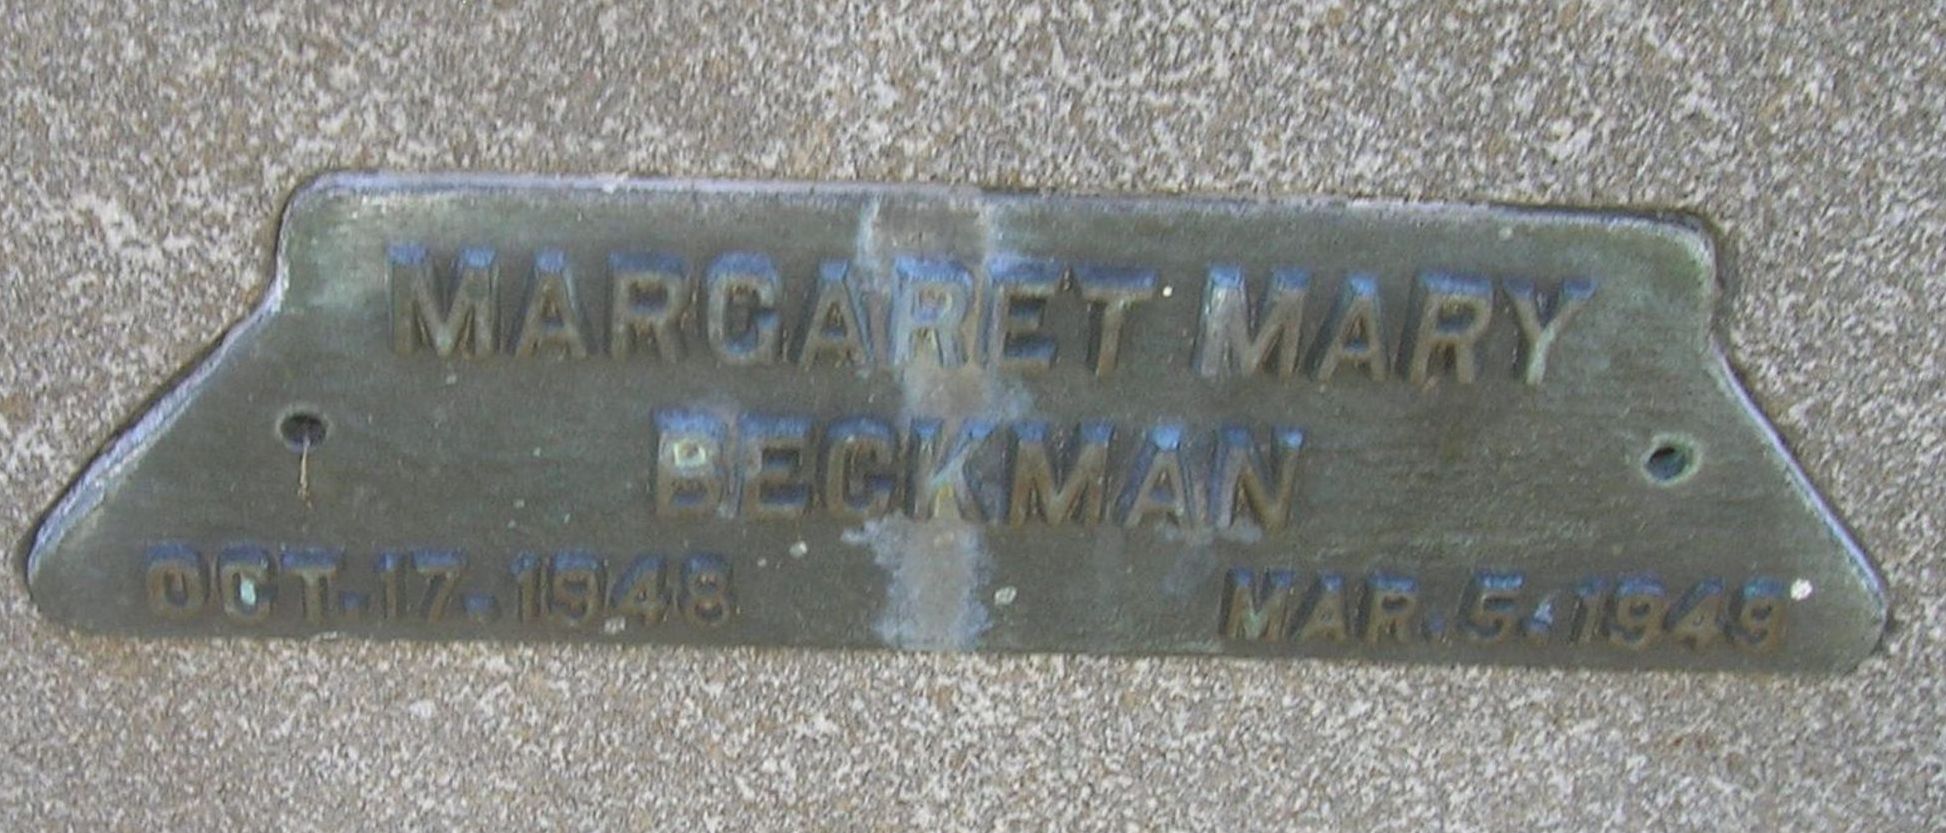 MARGARET MARY
BECKMAN
OCT. 17. 1948 MAR. 5. 1949